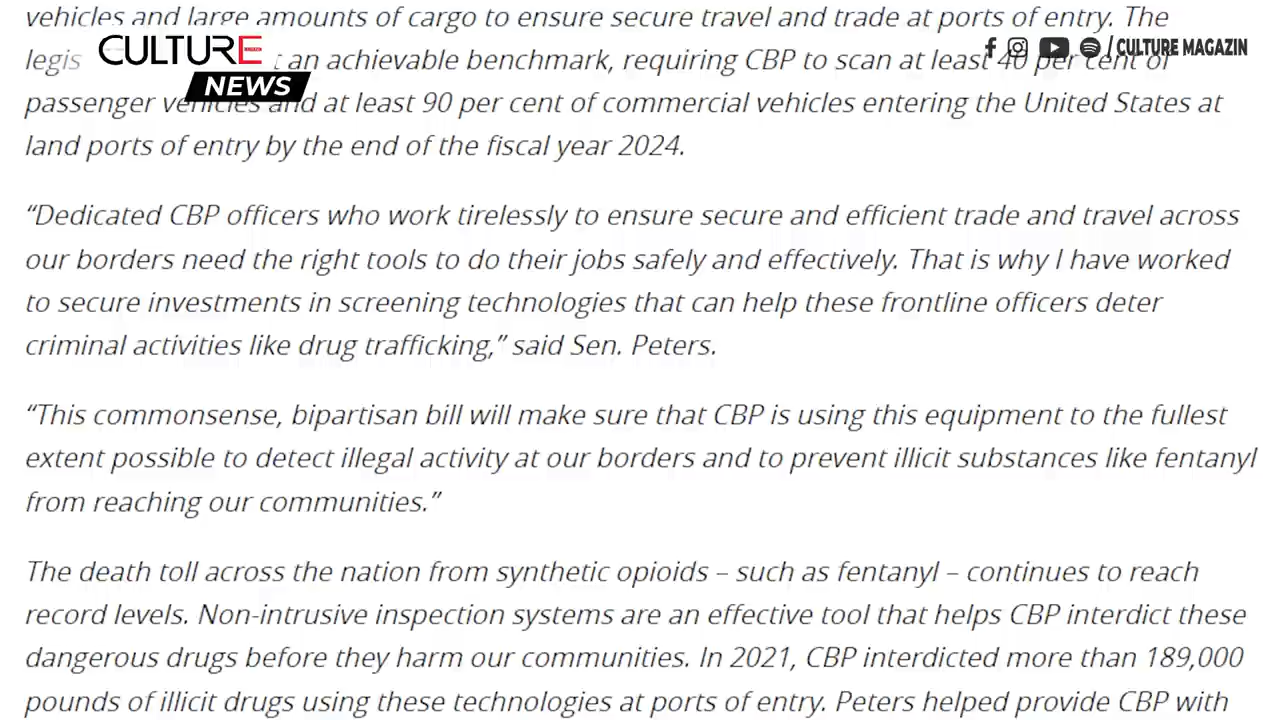 vehicles and large amounts of cargo to ensure secure travel and trade at ports of entry. The
CULTURE
NEWS
/ CULTURE MAGAZIN
legis t an achievable benchmark, requiring CBP to scan at least 40 per cent of
passenger vehicles and at least 90 per cent of commercial vehicles entering the United States at
land ports of entry by the end of the fiscal year 2024.
“Dedicated CBP officers who work tirelessly to ensure secure and efficient trade and travel across
our borders need the right tools to do their jobs safely and effectively. That is why I have worked
to secure investments in screening technologies that can help these frontline officers deter
criminal activities like drug trafficking,” said Sen. Peters.
“This commonsense, bipartisan bill will make sure that CBP is using this equipment to the fullest
extent possible to detect illegal activity at our borders and to prevent illicit substances like fentanyl
from reaching our communities.”
The death toll across the nation from synthetic opioids – such as fentanyl – continues to reach
record levels. Non-intrusive inspection systems are an effective tool that helps CBP interdict these
dangerous drugs before they harm our communities. In 2021, CBP interdicted more than 189,000
pounds of illicit drugs using these technologies at ports of entry. Peters helped provide CBP with